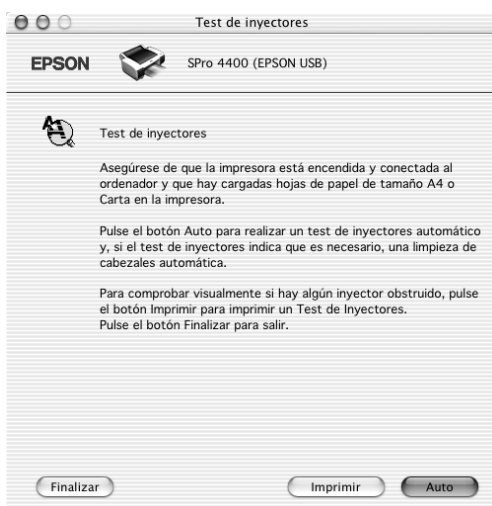 Test de inyectores
EPSON
SPro 4400 (EPSON USB)
Test de inyectores
Asegúrese de que la impresora está encendida y conectada al
ordenador y que hay cargadas hojas de papel de tamaño A4 o
Carta en la impresora.
Pulse el botón Auto para realizar un test de inyectores automático
y, si el test de inyectores indica que es necesario, una limpieza de
cabezales automática.
Para comprobar visualmente si hay algún inyector obstruido, pulse
el botón Imprimir para imprimir un Test de Inyectores.
Pulse el botón Finalizar para salir.
Finalizar
Imprimir
Auto